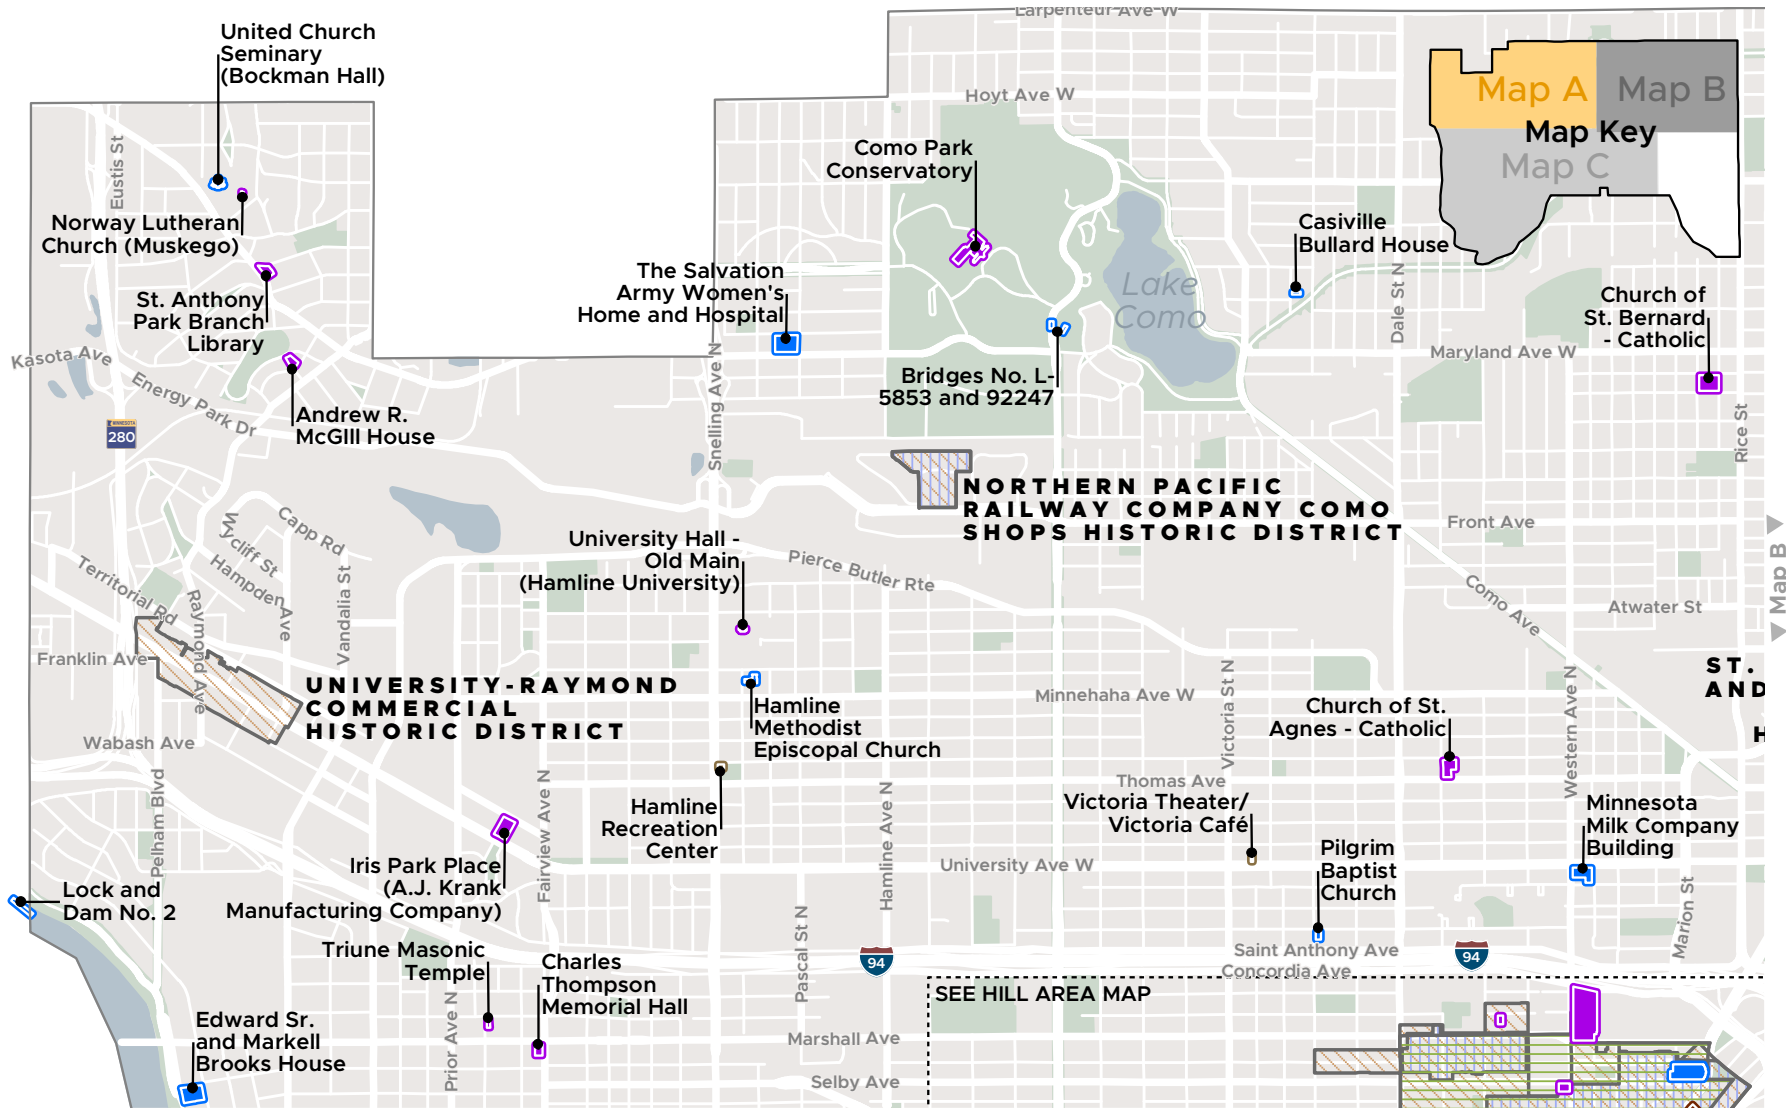 Larpenteur Ave W
United Church
Seminary
(Bockman Hall)
Hoyt Ave W
Map A
Map B
Map Key
Map C
Eustis St
Como Park
Conservatory
Norway Lutheran
Church (Muskego)
Casiville
Bullard House
The Salvation
Army Women's
Home and Hospital
Lake
Como
Dale St N
St. Anthony
Park Branch
Library
Church of
St. Bernard
- Catholic
Kasota Ave
Energy Park Dr
Snelling Ave N
Maryland Ave W
Bridges No. L-
5853 and 92247
Andrew R.
McGIll House
MINNESOTA
280
Rice St
NORTHERN PACIFIC
RAILWAY COMPANY COMO
SHOPS HISTORIC DISTRICT
Front Ave
Wycliff St
Capp Rd
Hampden Ave
University Hall -
Old Main
(Hamline University)
Pierce Butler Rte
Map B
Territorial Rd
Raymond Ave
Vandalia St
Como Ave
Atwater St
Franklin Ave
UNIVERSITY-RAYMOND
COMMERCIAL
HISTORIC DISTRICT
Minnehaha Ave W
Victoria St N
Western Ave N
ST.
AND
H
Hamline
Methodist
Episcopal Church
Church of St.
Agnes - Catholic
Wabash Ave
Pelham Blvd
Fairview Ave N
Hamline Ave N
Thomas Ave
Hamline
Recreation
Center
Victoria Theater/
Victoria Café
Minnesota
Milk Company
Building
Pilgrim
Baptist
Church
Iris Park Place
(A.J. Krank
Manufacturing Company)
University Ave W
Lock and
Dam No. 2
Marion St
Pascal St N
Triune Masonic
Temple
Charles
Thompson
Memorial Hall
94
Saint Anthony Ave
94
Concordia Ave
SEE HILL AREA MAP
Prior Ave N
Edward Sr.
and Markell
Brooks House
Marshall Ave
Selby Ave